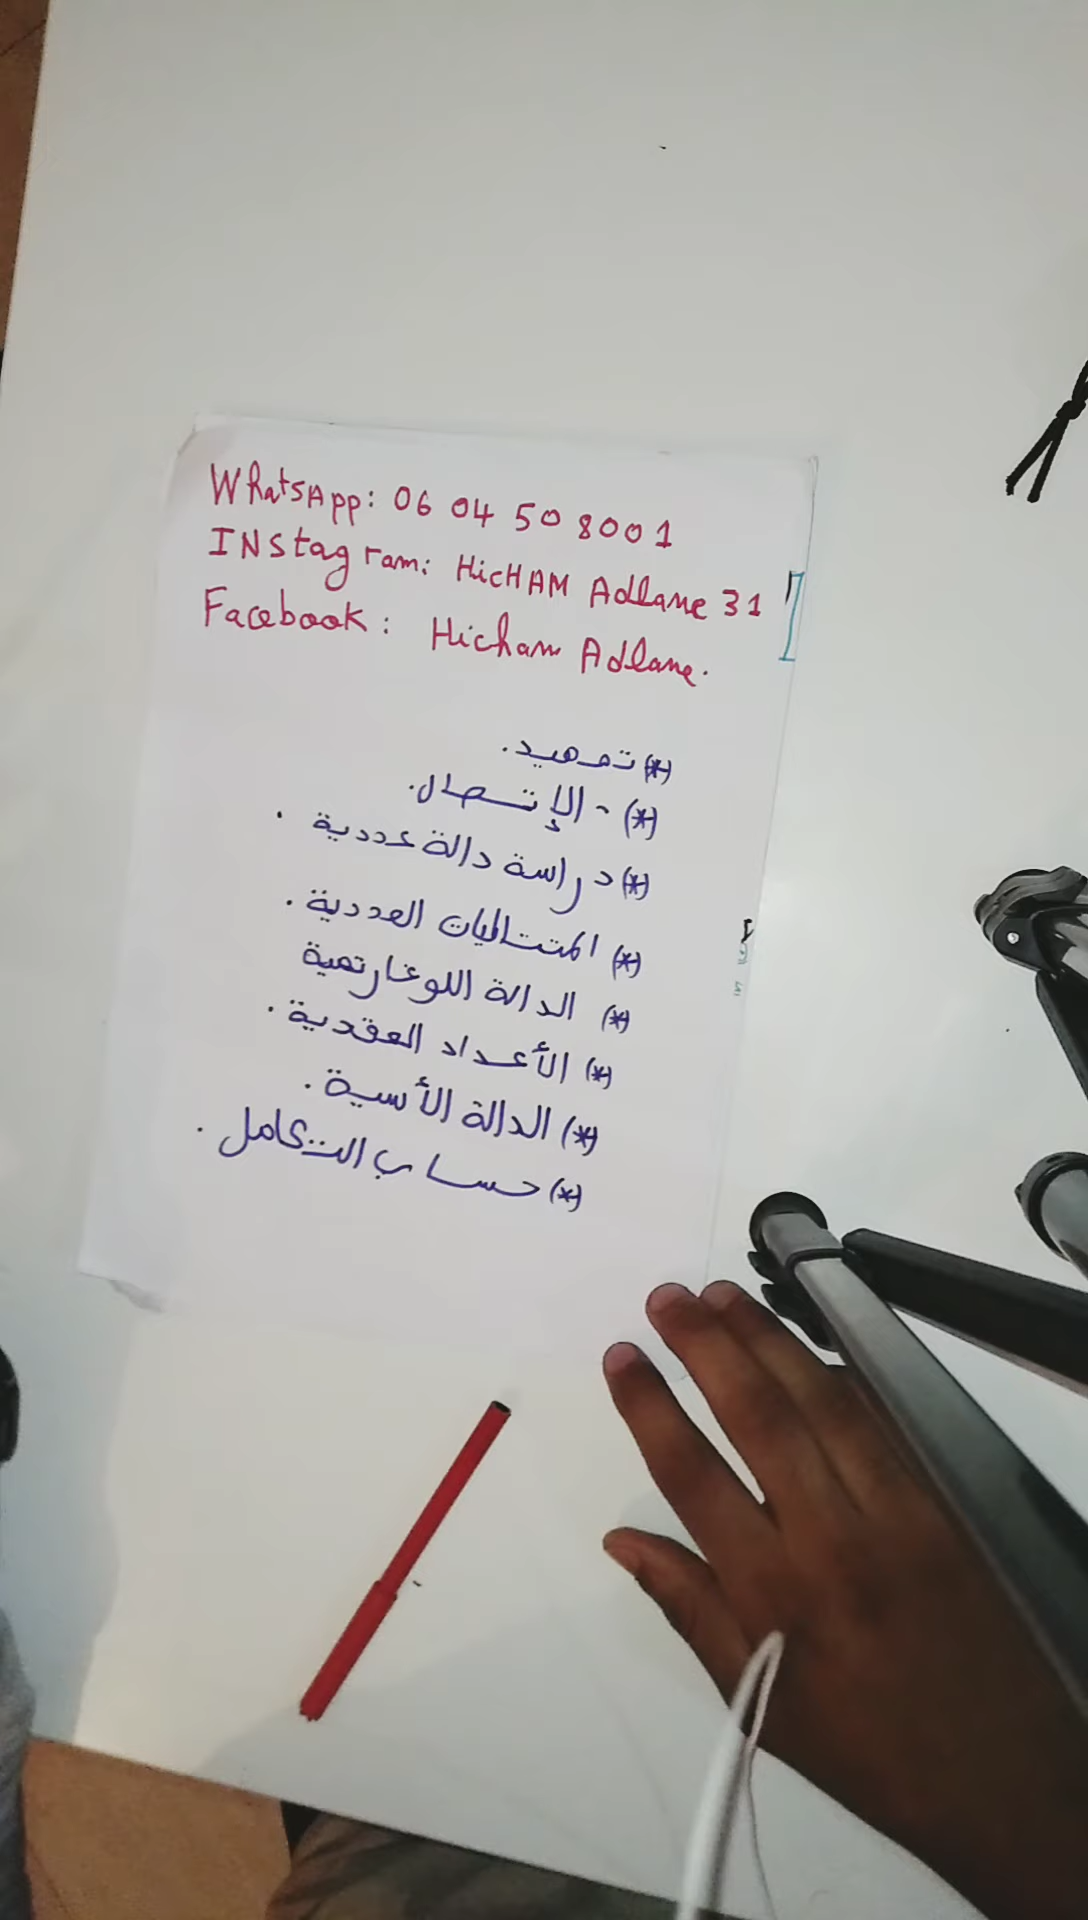 WhatsApp: 06 04 50 8001
INstagram: HicHAM Adlane 31
Facebook: Hicham Adlane.
(*) تمهيد.
(*) - الإتصال.
(*) دراسة دالة عددية.
(*) المتتاليات العددية.
(*) الدالة اللوغارتمية
(*) الأعداد العقدية.
(*) الدالة الأسية.
(*) حساب التكامل.